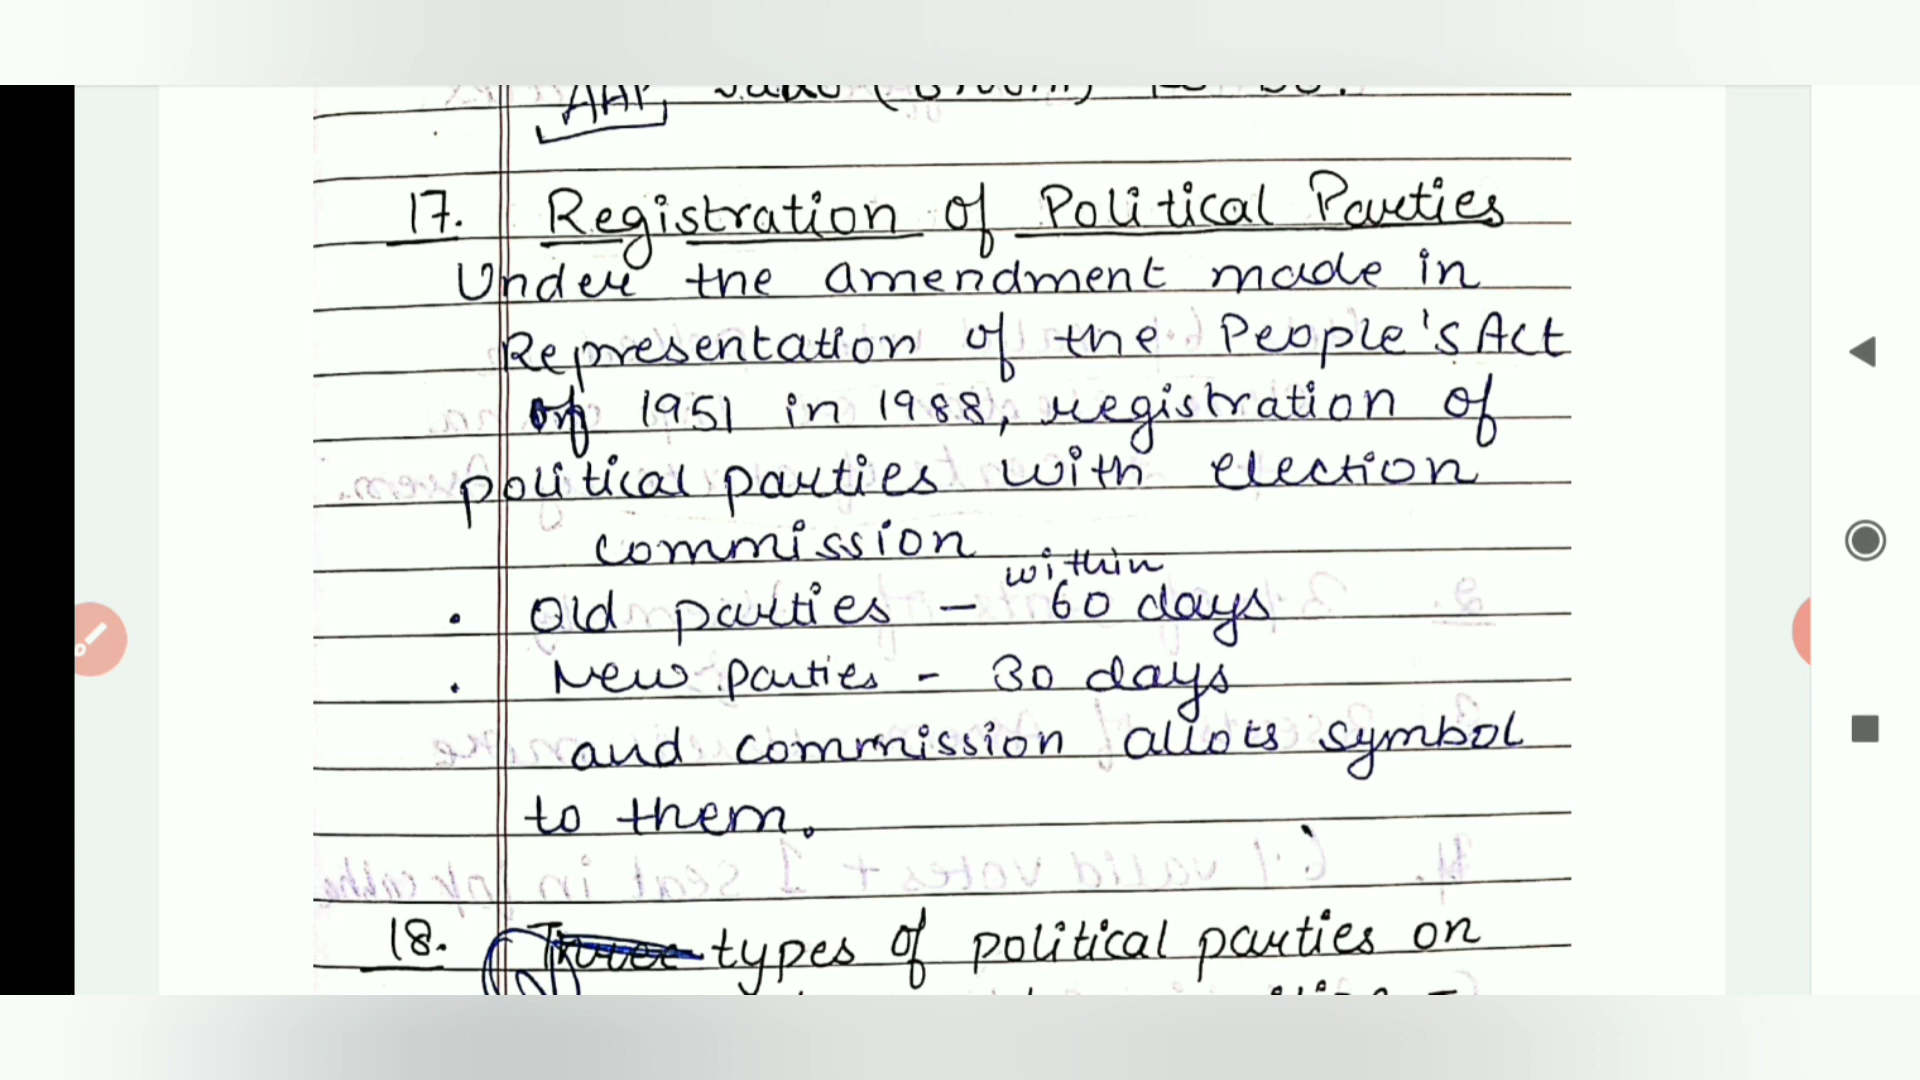 AAP,
17. Registration of Political Parties
Under the amendment made in
Representation of the People's Act
of 1951 in 1988, registration of
political parties with election
commission
within
• Old parties – 60 days
• New parties - 30 days
and commission allots symbol
to them.
18. types of political parties on